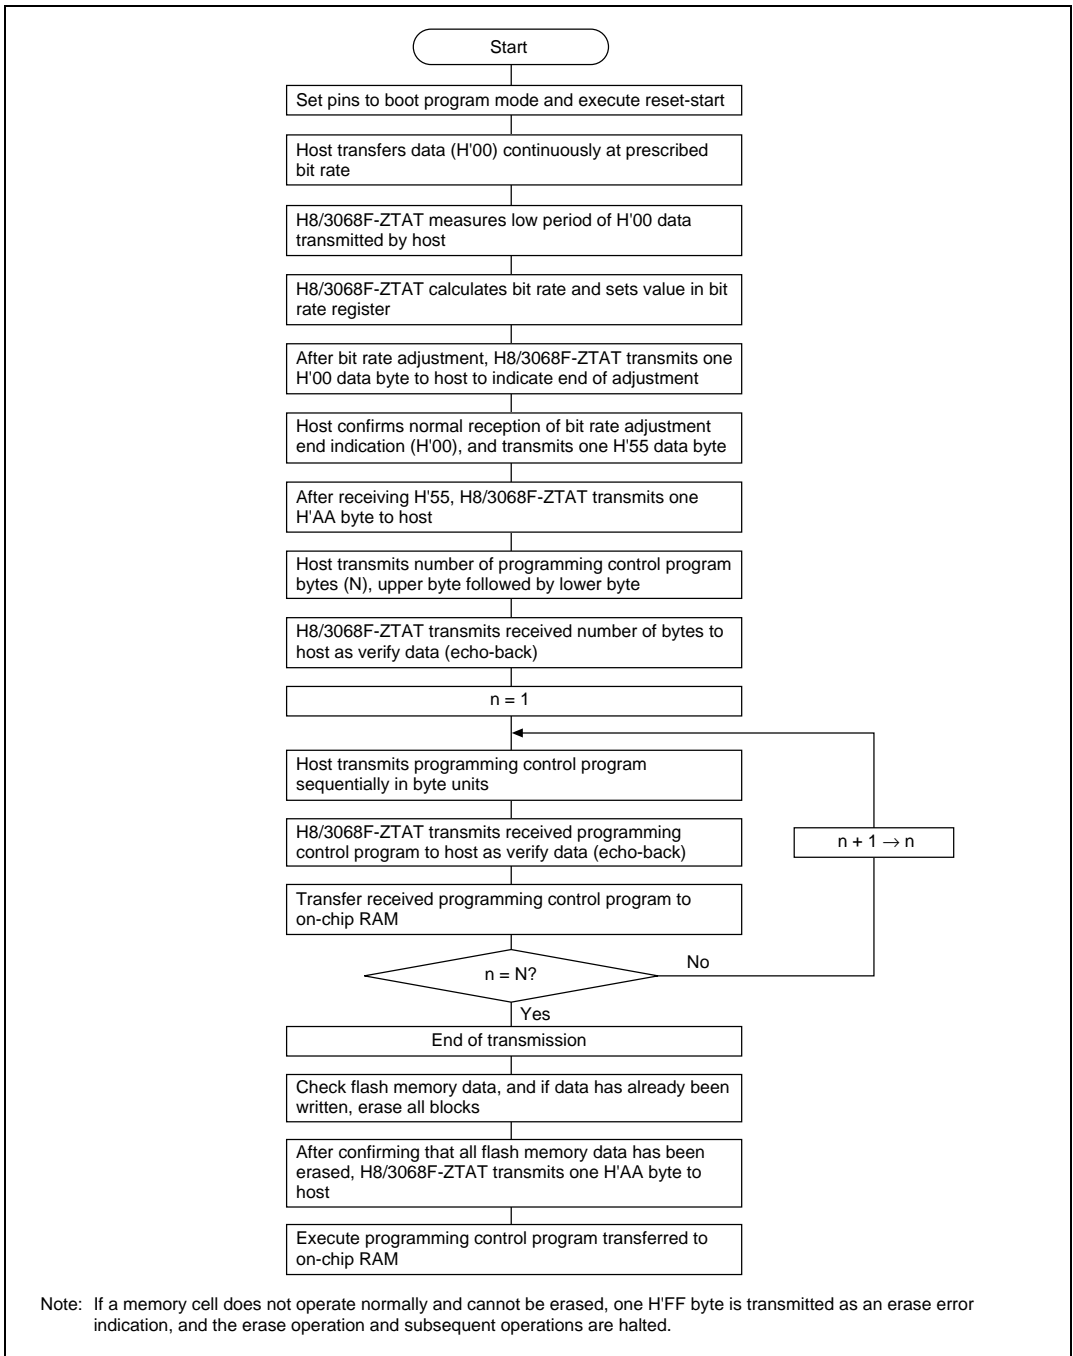 Start
Set pins to boot program mode and execute reset-start
Host transfers data (H'00) continuously at prescribed
bit rate
H8/3068F-ZTAT measures low period of H'00 data
transmitted by host
H8/3068F-ZTAT calculates bit rate and sets value in bit
rate register
After bit rate adjustment, H8/3068F-ZTAT transmits one
H'00 data byte to host to indicate end of adjustment
Host confirms normal reception of bit rate adjustment
end indication (H'00), and transmits one H'55 data byte
After receiving H'55, H8/3068F-ZTAT transmits one
H'AA byte to host
Host transmits number of programming control program
bytes (N), upper byte followed by lower byte
H8/3068F-ZTAT transmits received number of bytes to
host as verify data (echo-back)
n = 1
Host transmits programming control program
sequentially in byte units
H8/3068F-ZTAT transmits received programming
control program to host as verify data (echo-back)
n + 1 → n
Transfer received programming control program to
on-chip RAM
n = N?
No
Yes
End of transmission
Check flash memory data, and if data has already been
written, erase all blocks
After confirming that all flash memory data has been
erased, H8/3068F-ZTAT transmits one H'AA byte to
host
Execute programming control program transferred to
on-chip RAM
Note: If a memory cell does not operate normally and cannot be erased, one H'FF byte is transmitted as an erase error
indication, and the erase operation and subsequent operations are halted.